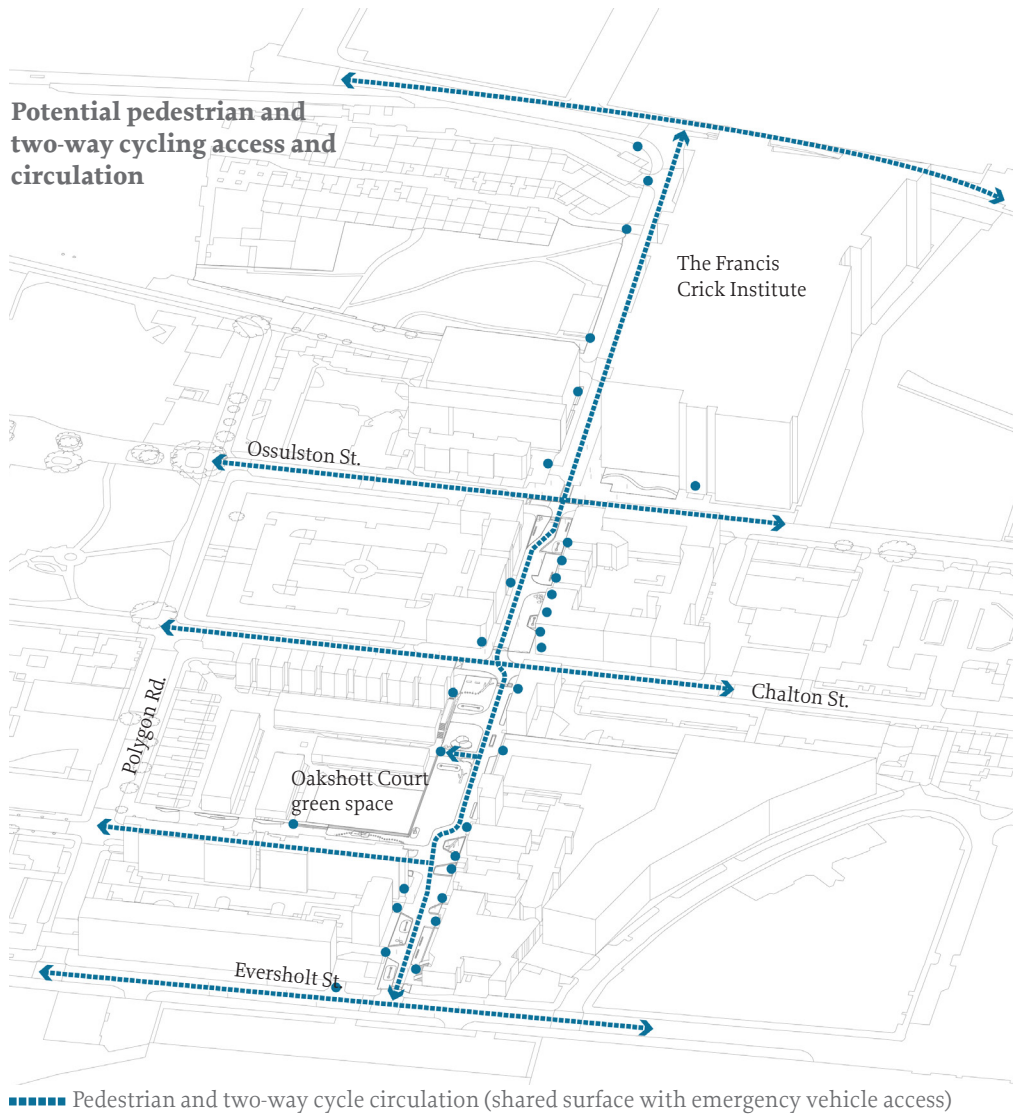 Potential pedestrian and
two-way cycling access and
circulation
The Francis
Crick Institute
Ossulston St.
Chalton St.
Polygon Rd.
Oakshott Court
green space
Eversholt St.
Pedestrian and two-way cycle circulation (shared surface with emergency vehicle access)